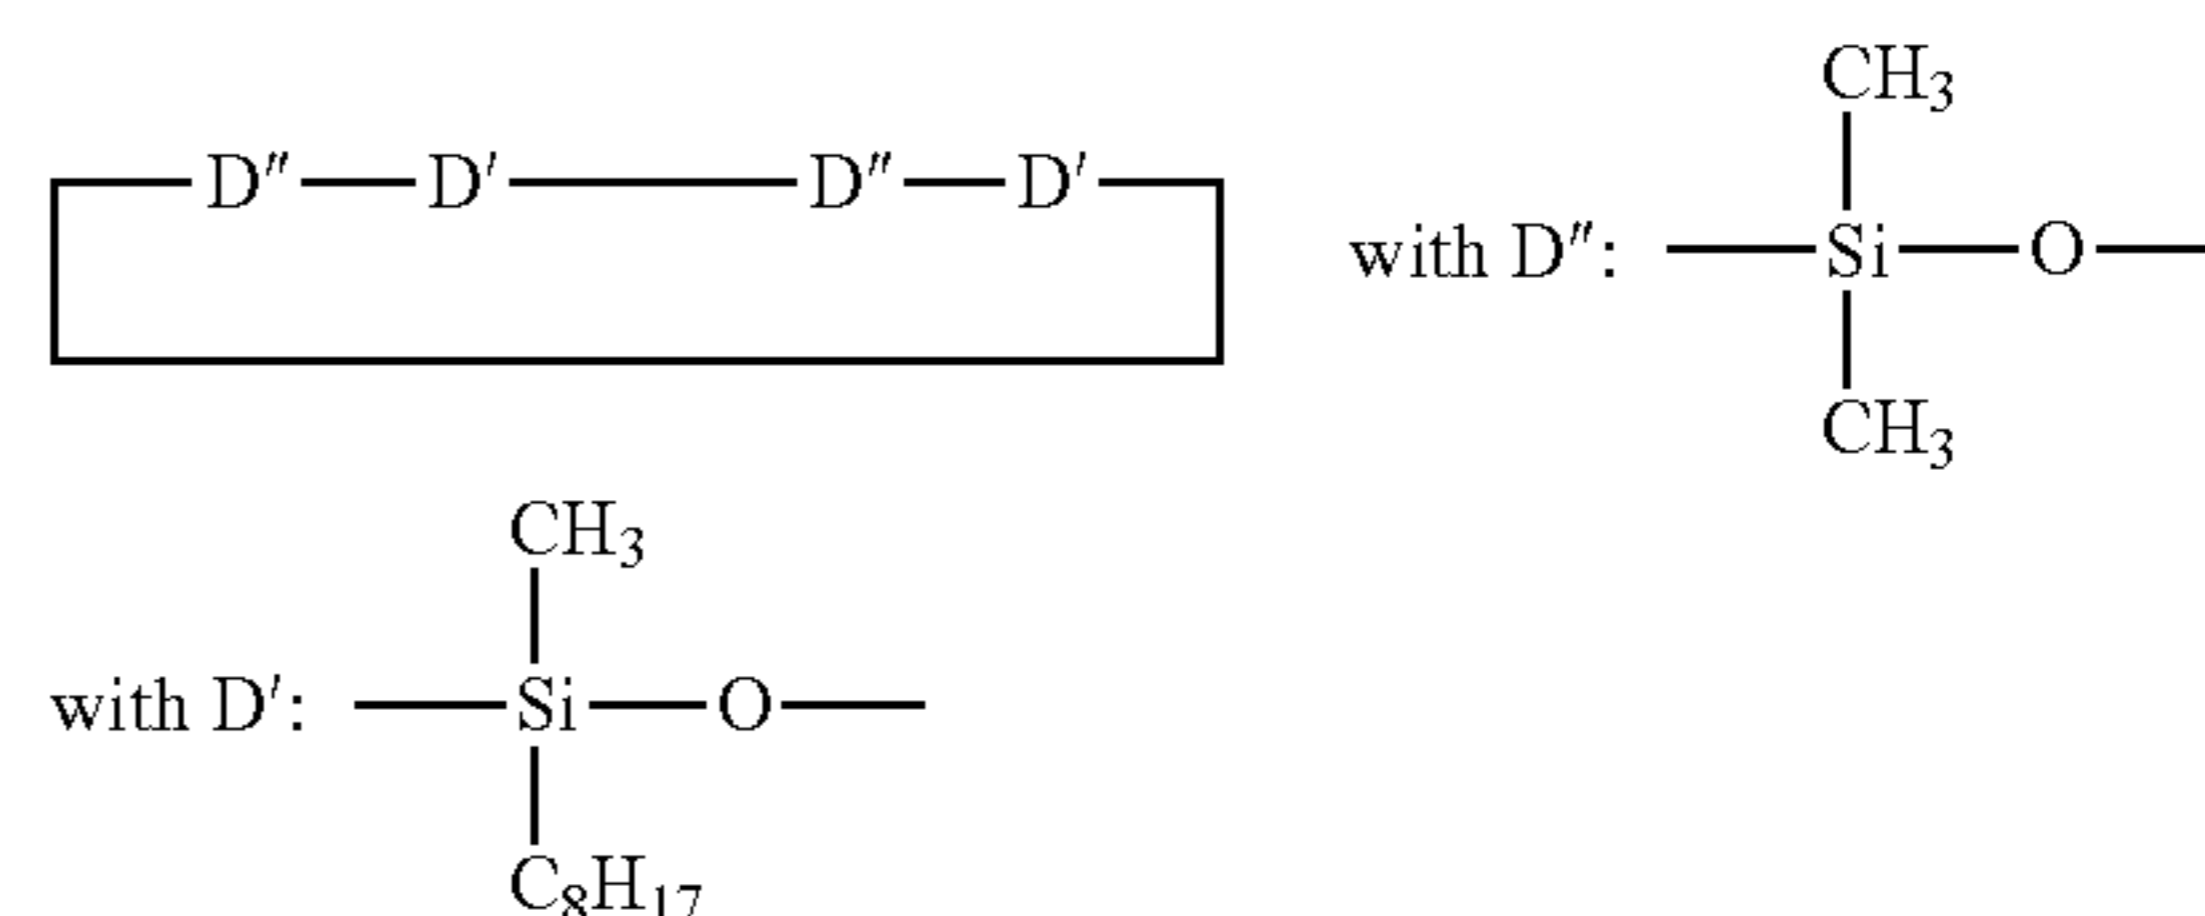 D″ D′ D″ D′
CH₃
with D″: Si O
CH₃
CH₃
with D′: Si O
C₈H₁₇